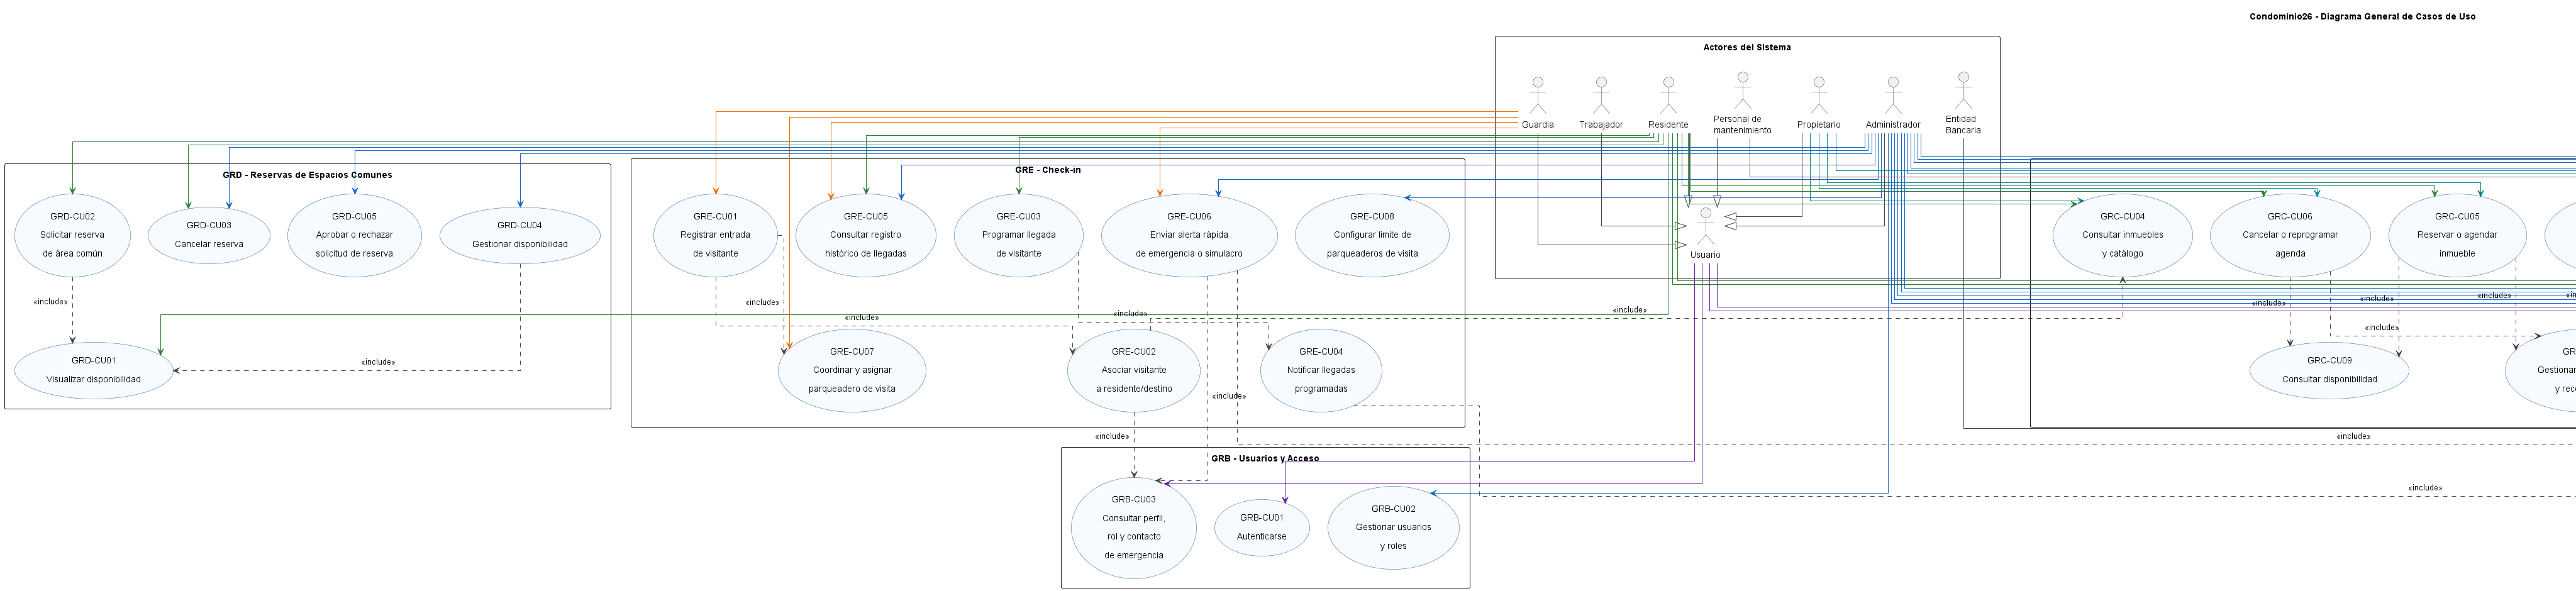 Condominio26 - Diagrama General de Casos de Uso
Actores del Sistema
Guardia
Trabajador
Residente
Personal de
mantenimiento
Propietario
Administrador
Entidad
Bancaria
Usuario
GRD - Reservas de Espacios Comunes
GRD-CU02
Solicitar reserva
de área común
GRD-CU03
Cancelar reserva
GRD-CU05
Aprobar o rechazar
solicitud de reserva
GRD-CU04
Gestionar disponibilidad
«include»
«include»
GRD-CU01
Visualizar disponibilidad
GRE - Check-in
GRE-CU01
Registrar entrada
de visitante
GRE-CU05
Consultar registro
histórico de llegadas
GRE-CU03
Programar llegada
de visitante
GRE-CU06
Enviar alerta rápida
de emergencia o simulacro
GRE-CU08
Configurar límite de
parqueaderos de visita
«include»
«include»
«include»
«include»
GRE-CU07
Coordinar y asignar
parqueadero de visita
GRE-CU02
Asociar visitante
a residente/destino
GRE-CU04
Notificar llegadas
programadas
«include»
«include»
GRB - Usuarios y Acceso
GRB-CU03
Consultar perfil,
rol y contacto
de emergencia
GRB-CU01
Autenticarse
GRB-CU02
Gestionar usuarios
y roles
GRC-CU04
Consultar inmuebles
y catálogo
GRC-CU06
Cancelar o reprogramar
agenda
GRC-CU05
Reservar o agendar
inmueble
«include»
«include»
«include»
«include»
GRC-CU09
Consultar disponibilidad
Gestionar
«include»
«include»